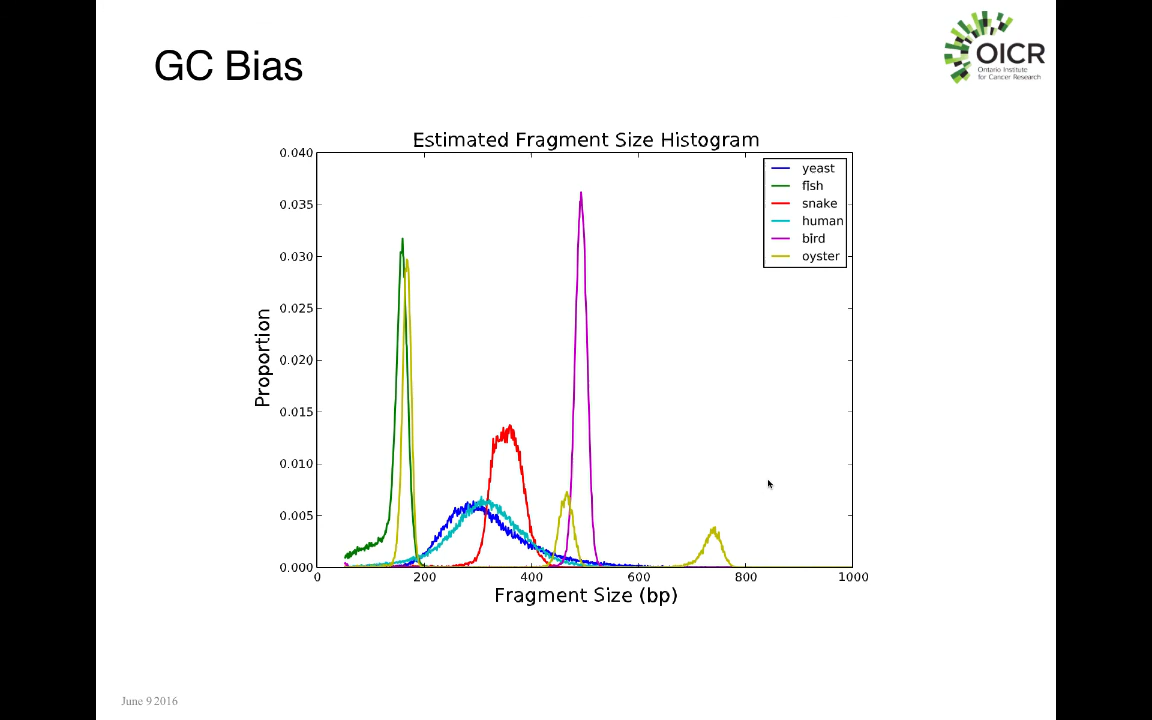 GC Bias
OICR
Ontario Institute
for Cancer Research
Estimated Fragment Size Histogram
0.040
0.035
0.030
0.025
0.020
0.015
0.010
0.005
0.000
Proportion
yeast
fish
snake
human
bird
oyster
0
200
400
600
800
1000
Fragment Size (bp)
June 9 2016